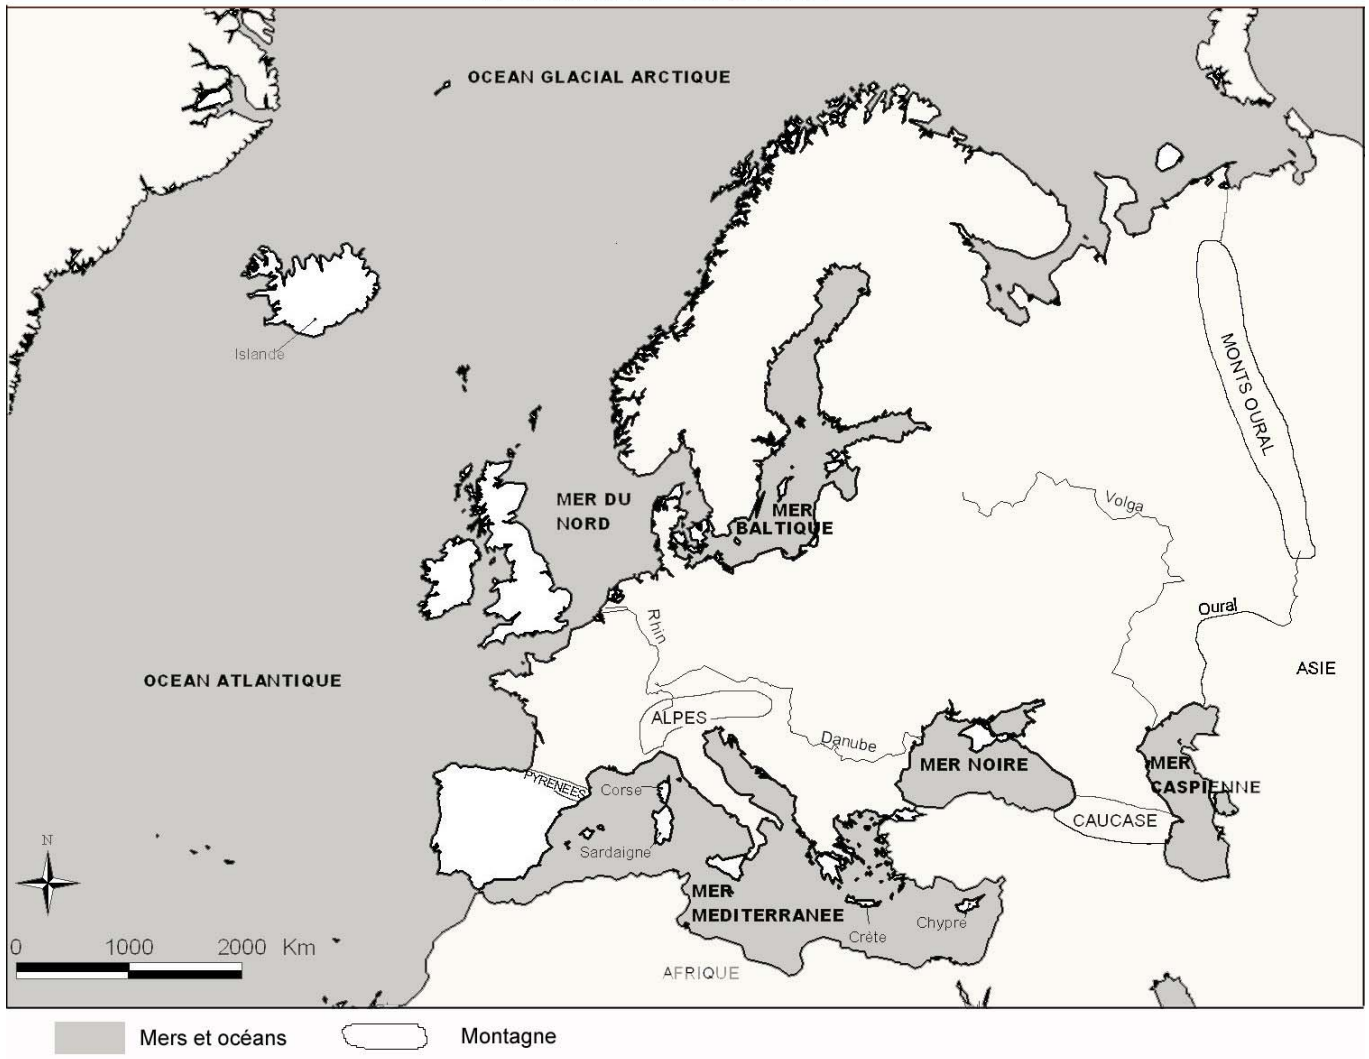 OCEAN GLACIAL ARCTIQUE
Islande
MONTS OURAL
MER DU
NORD
MER
BALTIQUE
Volga
Oural
Rhin
ASIE
OCEAN ATLANTIQUE
ALPES
Danube
MER NOIRE
MER
CASPIENNE
PYRENEES
Corse
CAUCASE
Sardaigne
N
MER
MEDITERRANEE
Chypre
Crète
AFRIQUE
0 1000 2000 Km
Mers et océans
Montagne